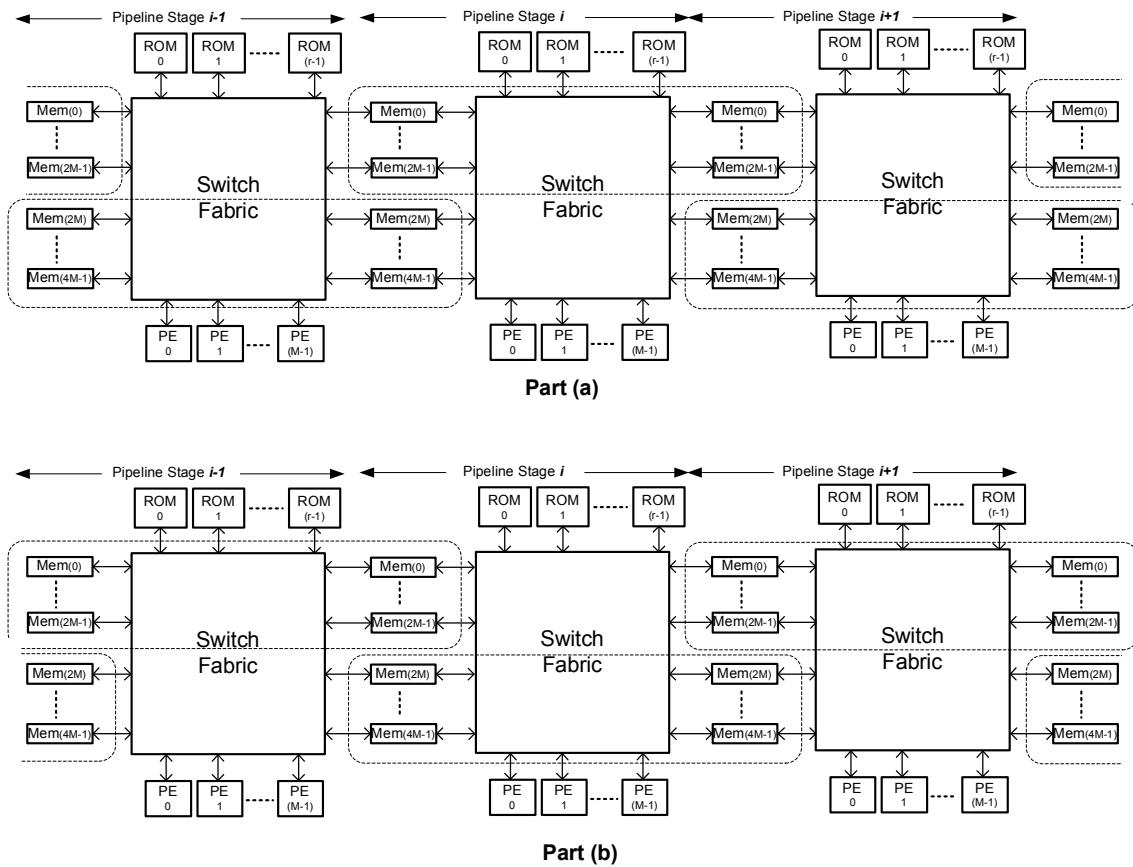 Pipeline Stage i-1 Pipeline Stage i Pipeline Stage i+1
ROM 0 ROM 1 ROM (r-1) ROM 0 ROM 1 ROM (r-1) ROM 0 ROM 1 ROM (r-1)
Mem(0) Mem(0) Mem(0) Mem(0)
Mem(2M-1) Mem(2M-1) Mem(2M-1) Mem(2M-1)
Switch Fabric Switch Fabric Switch Fabric
Mem(2M) Mem(2M) Mem(2M) Mem(2M)
Mem(4M-1) Mem(4M-1) Mem(4M-1) Mem(4M-1)
PE 0 PE 1 PE (M-1) PE 0 PE 1 PE (M-1) PE 0 PE 1 PE (M-1)
Part (a)
Pipeline Stage i-1 Pipeline Stage i Pipeline Stage i+1
ROM 0 ROM 1 ROM (r-1) ROM 0 ROM 1 ROM (r-1) ROM 0 ROM 1 ROM (r-1)
Mem(0) Mem(0) Mem(0) Mem(0)
Mem(2M-1) Mem(2M-1) Mem(2M-1) Mem(2M-1)
Switch Fabric Switch Fabric Switch Fabric
Mem(2M) Mem(2M) Mem(2M) Mem(2M)
Mem(4M-1) Mem(4M-1) Mem(4M-1) Mem(4M-1)
PE 0 PE 1 PE (M-1) PE 0 PE 1 PE (M-1) PE 0 PE 1 PE (M-1)
Part (b)